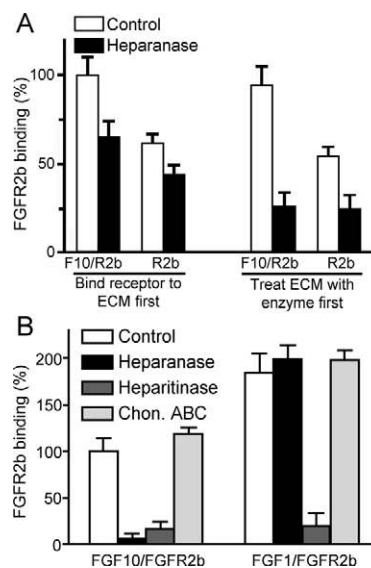 A
Control
Heparanase
FGFR2b binding (%)
100
50
0
F10/R2b R2b F10/R2b R2b
Bind receptor to ECM first
Treat ECM with enzyme first
B
Control
Heparanase
Heparitinase
Chon. ABC
FGFR2b binding (%)
200
150
100
50
0
FGF10/FGFR2b FGF1/FGFR2b